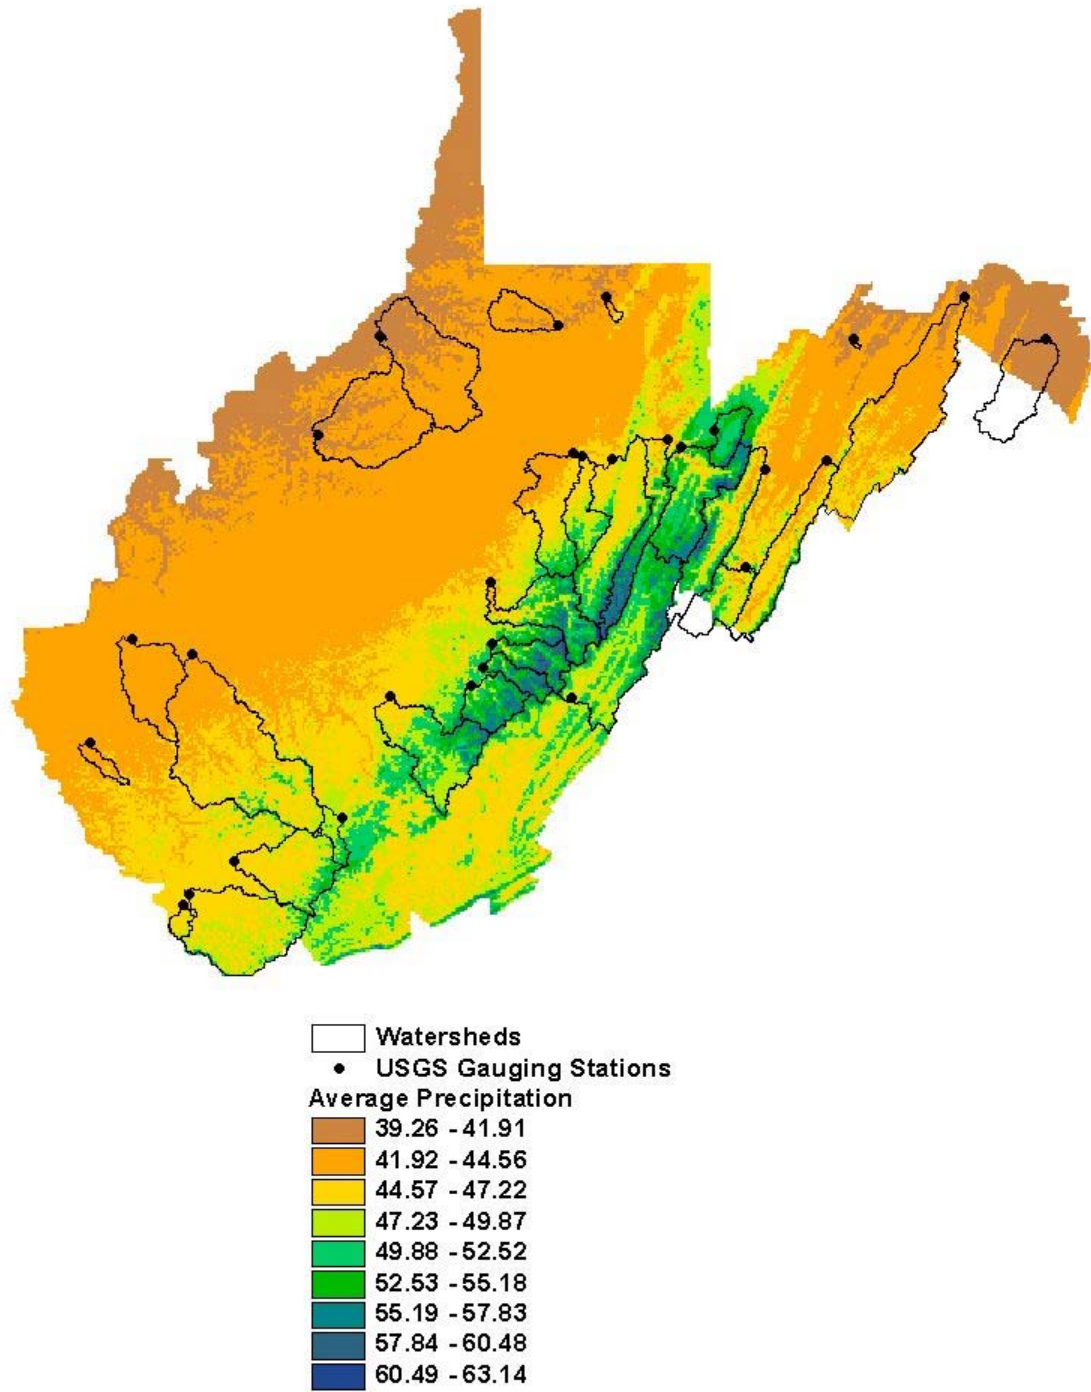 Watersheds
USGS Gauging Stations
Average Precipitation
39.26 - 41.91
41.92 - 44.56
44.57 - 47.22
47.23 - 49.87
49.88 - 52.52
52.53 - 55.18
55.19 - 57.83
57.84 - 60.48
60.49 - 63.14